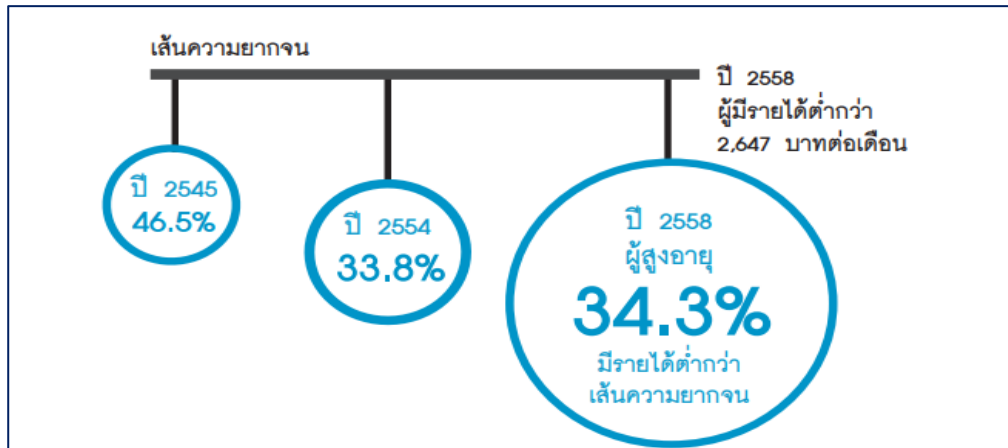 เส้นความยากจน
ปี 2558
ผู้มีรายได้ต่ำกว่า
2,647 บาทต่อเดือน
ปี 2545
46.5%
ปี 2554
33.8%
ปี 2558
ผู้สูงอายุ
34.3%
มีรายได้ต่ำกว่า
เส้นความยากจน